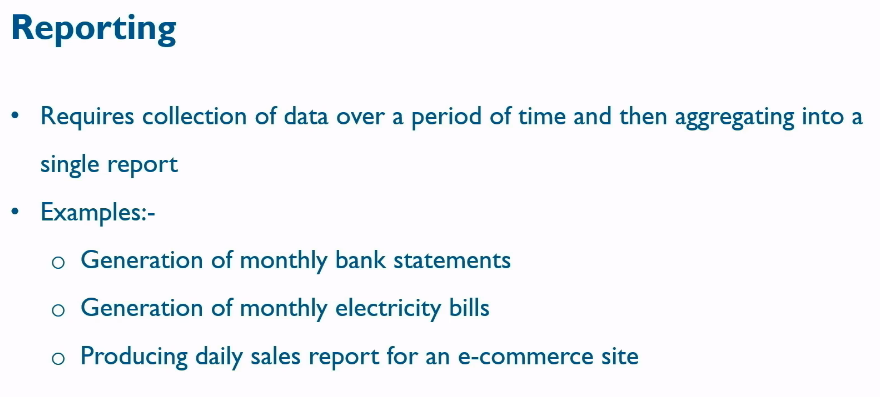 Reporting
• Requires collection of data over a period of time and then aggregating into a
single report
• Examples:-
o Generation of monthly bank statements
o Generation of monthly electricity bills
o Producing daily sales report for an e-commerce site